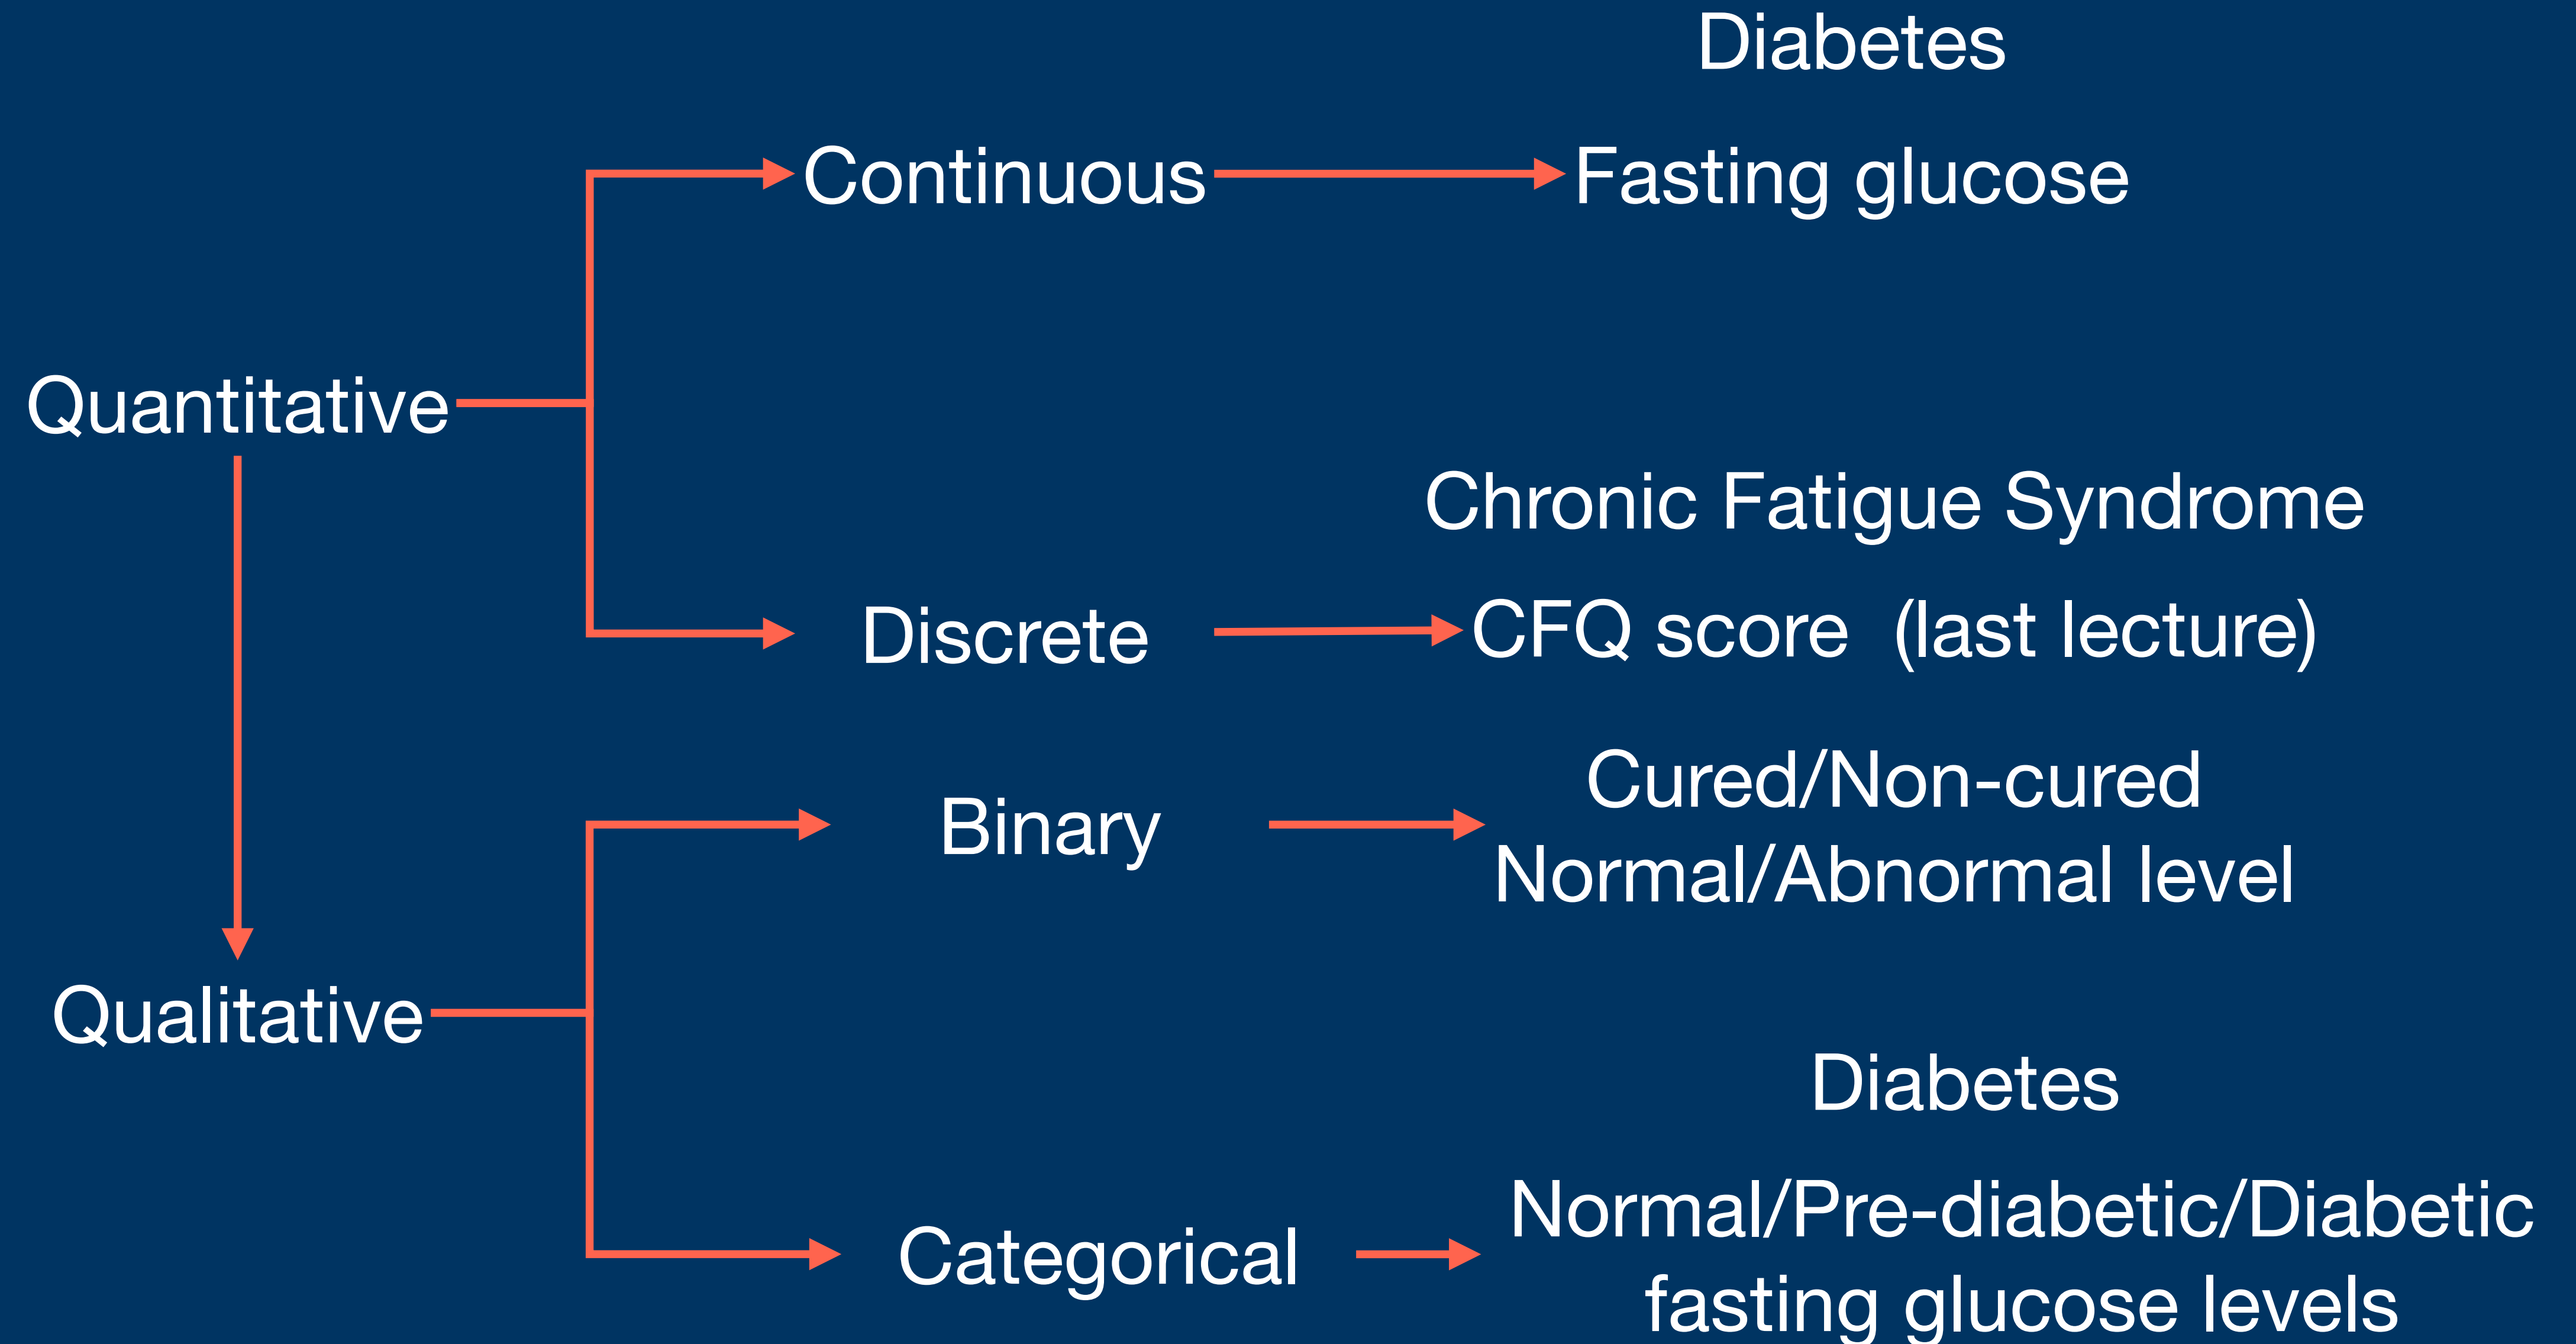 Diabetes
Continuous
Fasting glucose
Quantitative
Chronic Fatigue Syndrome
Discrete
CFQ score (last lecture)
Binary
Cured/Non-cured
Normal/Abnormal level
Qualitative
Diabetes
Categorical
Normal/Pre-diabetic/Diabetic
fasting glucose levels